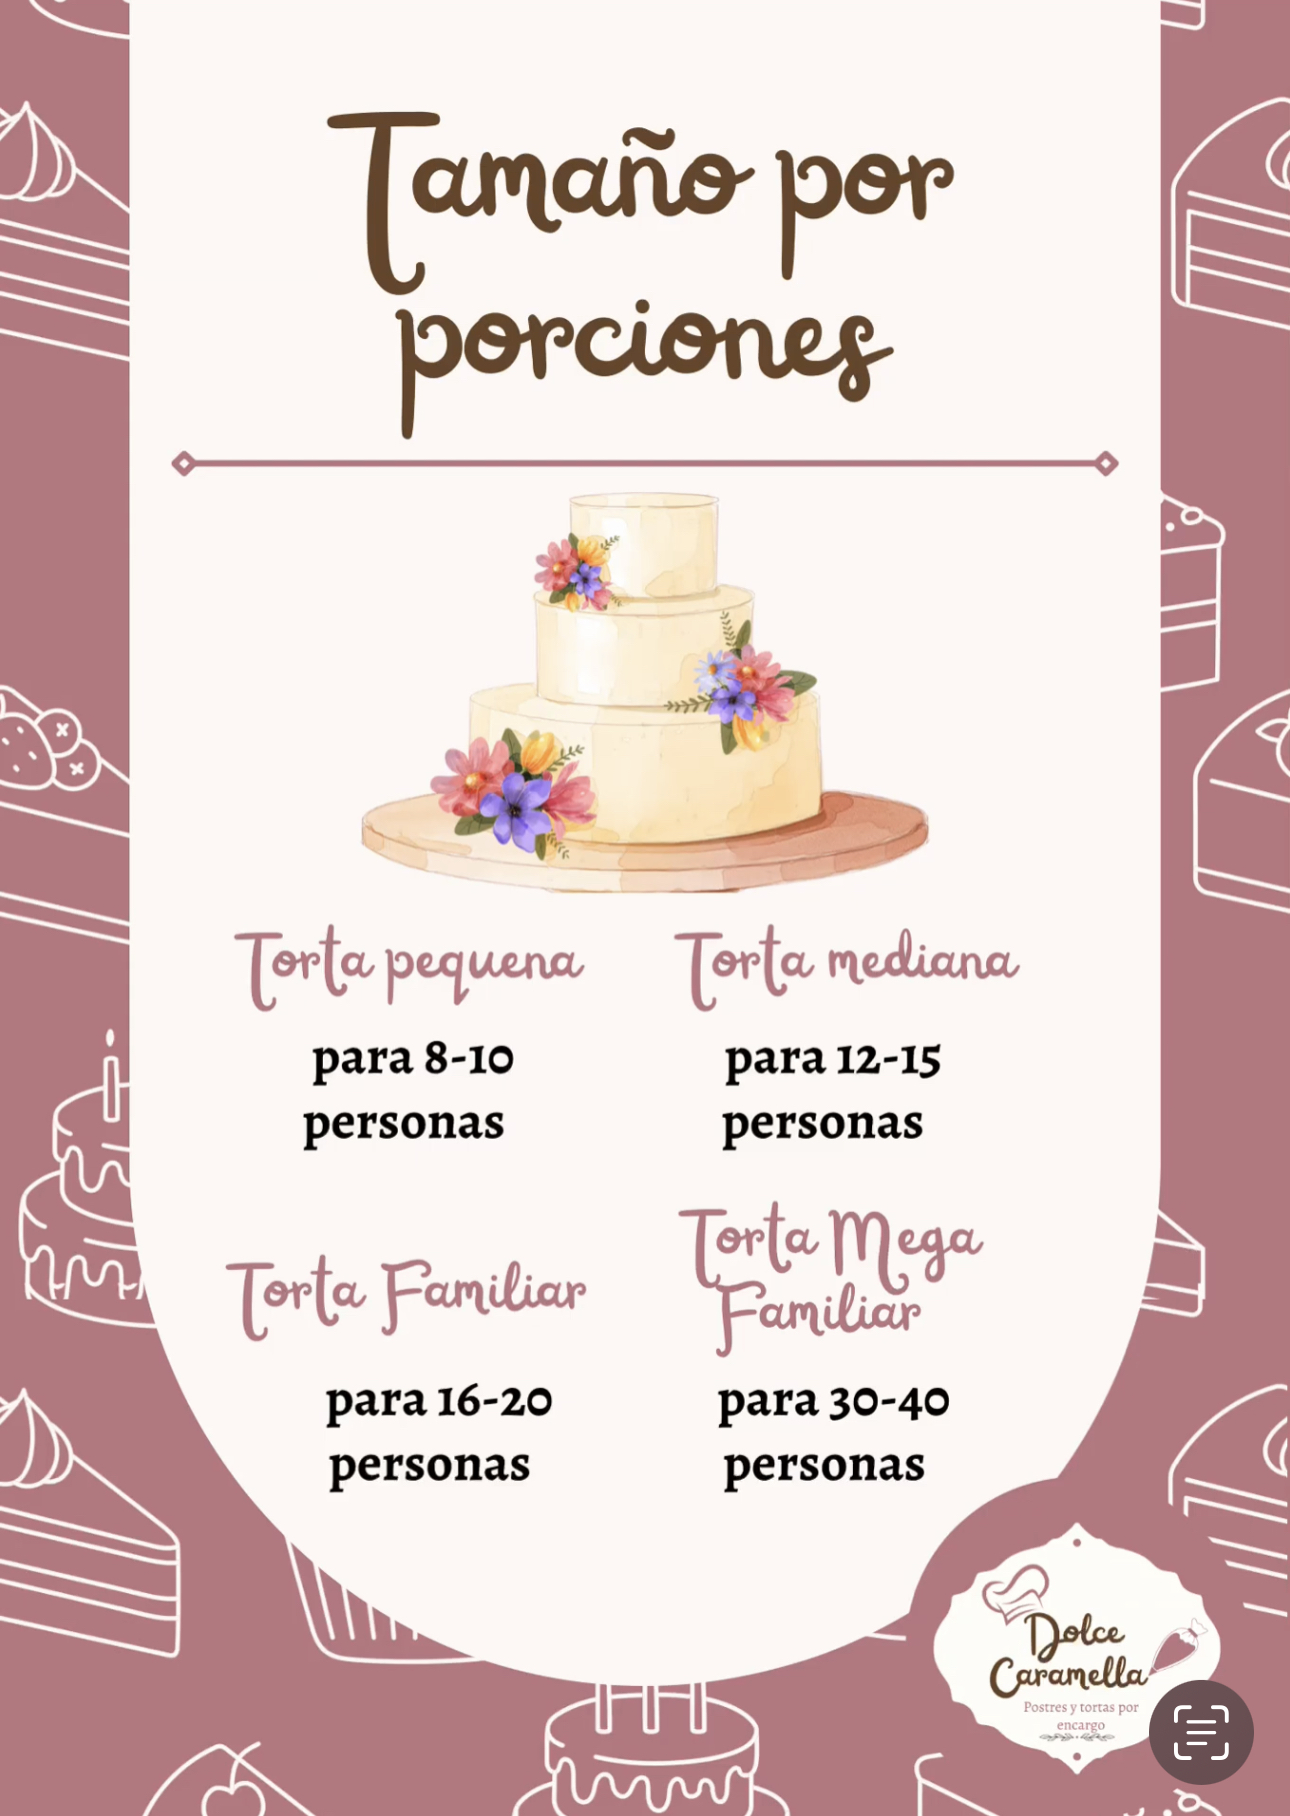 Tamaño por
porciones
Torta pequena
para 8-10
personas
Torta mediana
para 12-15
personas
Torta Familiar
para 16-20
personas
Torta Mega
Familiar
para 30-40
personas
Dolce
Caramella
Postres y tortas por
encargo